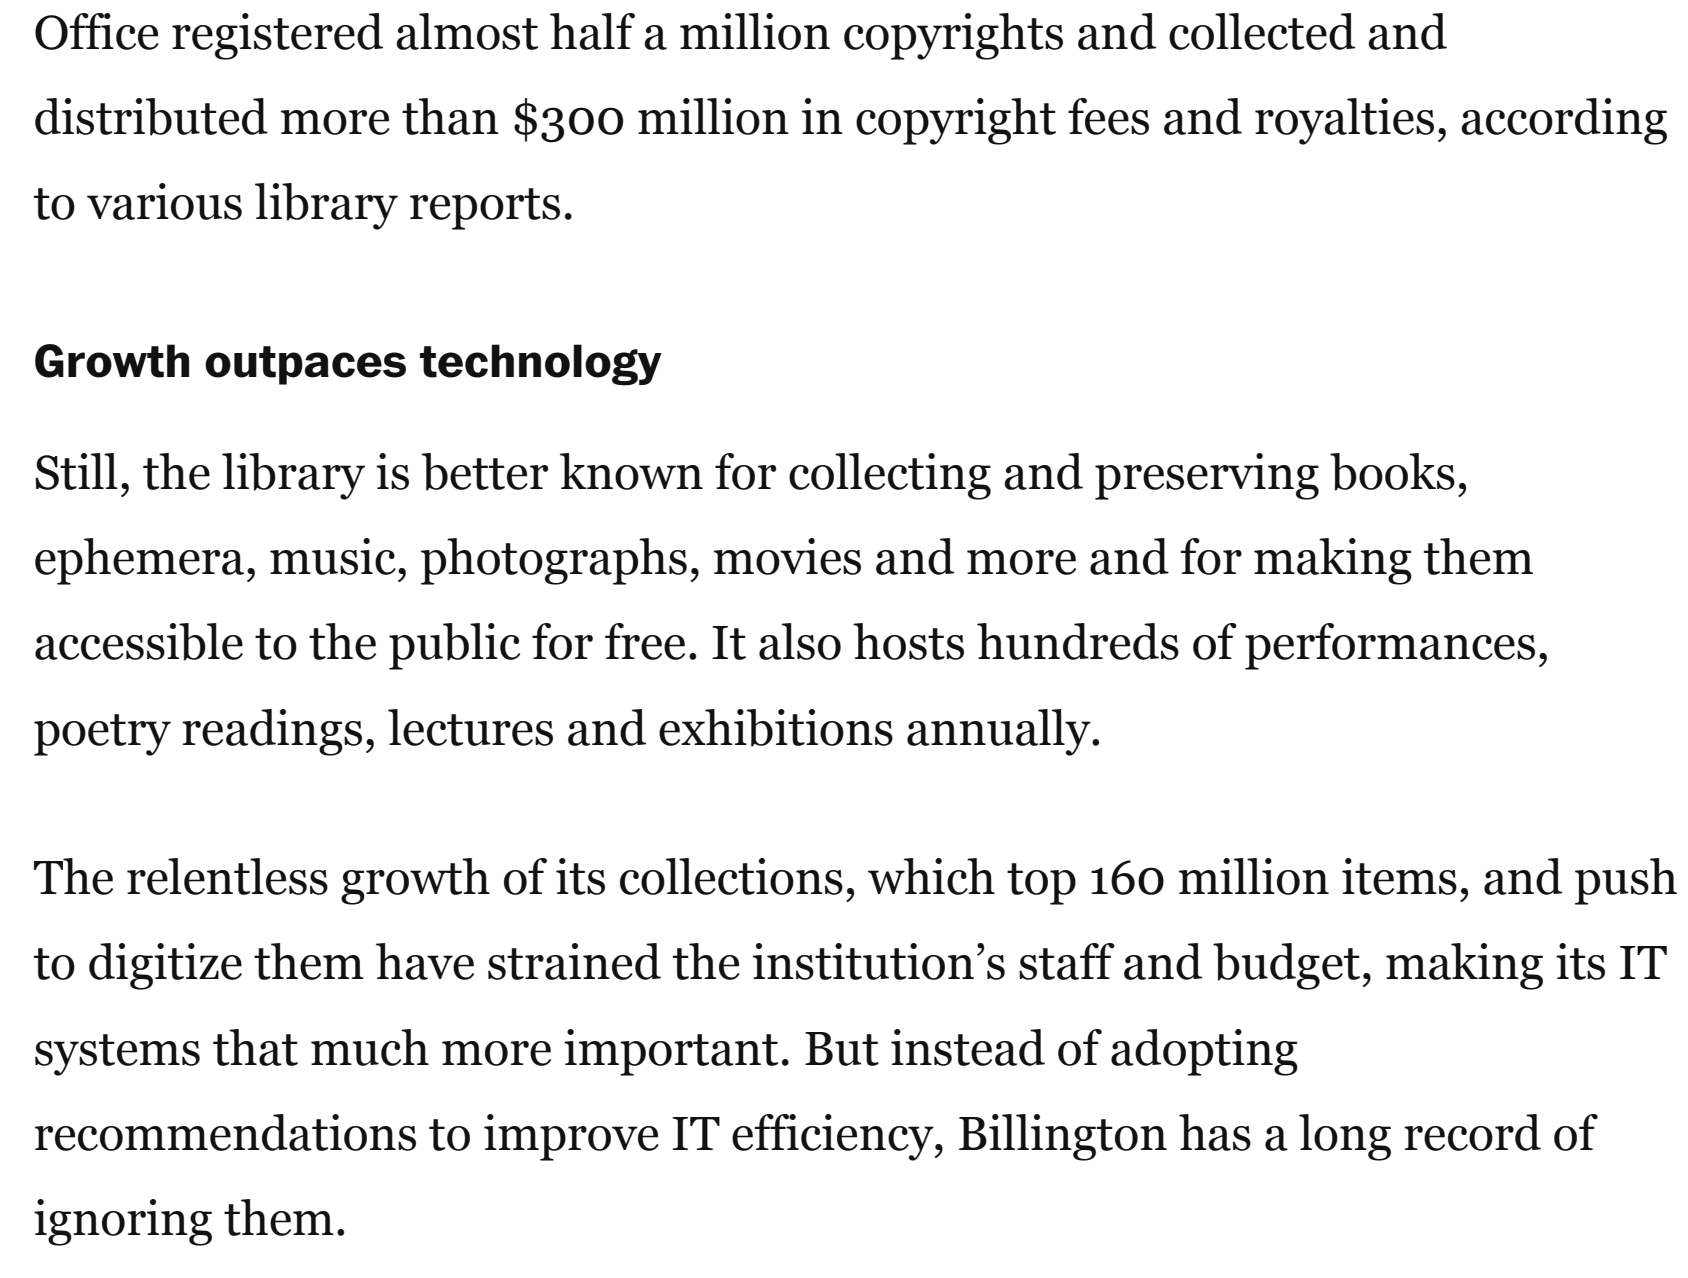 Office registered almost half a million copyrights and collected and
distributed more than $300 million in copyright fees and royalties, according
to various library reports.
Growth outpaces technology
Still, the library is better known for collecting and preserving books,
ephemera, music, photographs, movies and more and for making them
accessible to the public for free. It also hosts hundreds of performances,
poetry readings, lectures and exhibitions annually.
The relentless growth of its collections, which top 160 million items, and push
to digitize them have strained the institution’s staff and budget, making its IT
systems that much more important. But instead of adopting
recommendations to improve IT efficiency, Billington has a long record of
ignoring them.